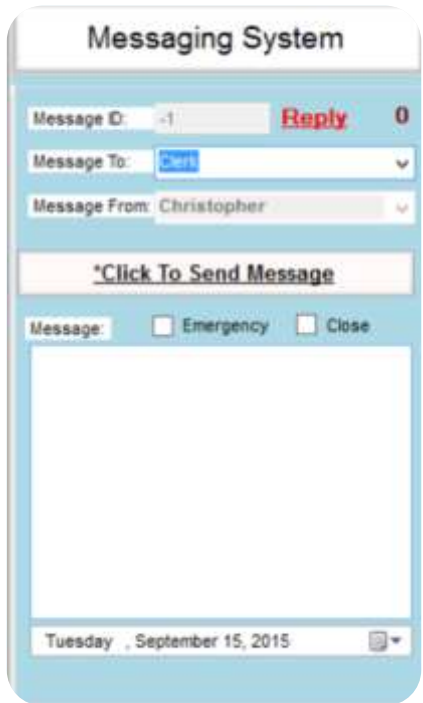 Messaging System
Message ID: -1 Reply 0
Message To: Clerk
Message From: Christopher
*Click To Send Message
Message: Emergency Close
Tuesday , September 15, 2015